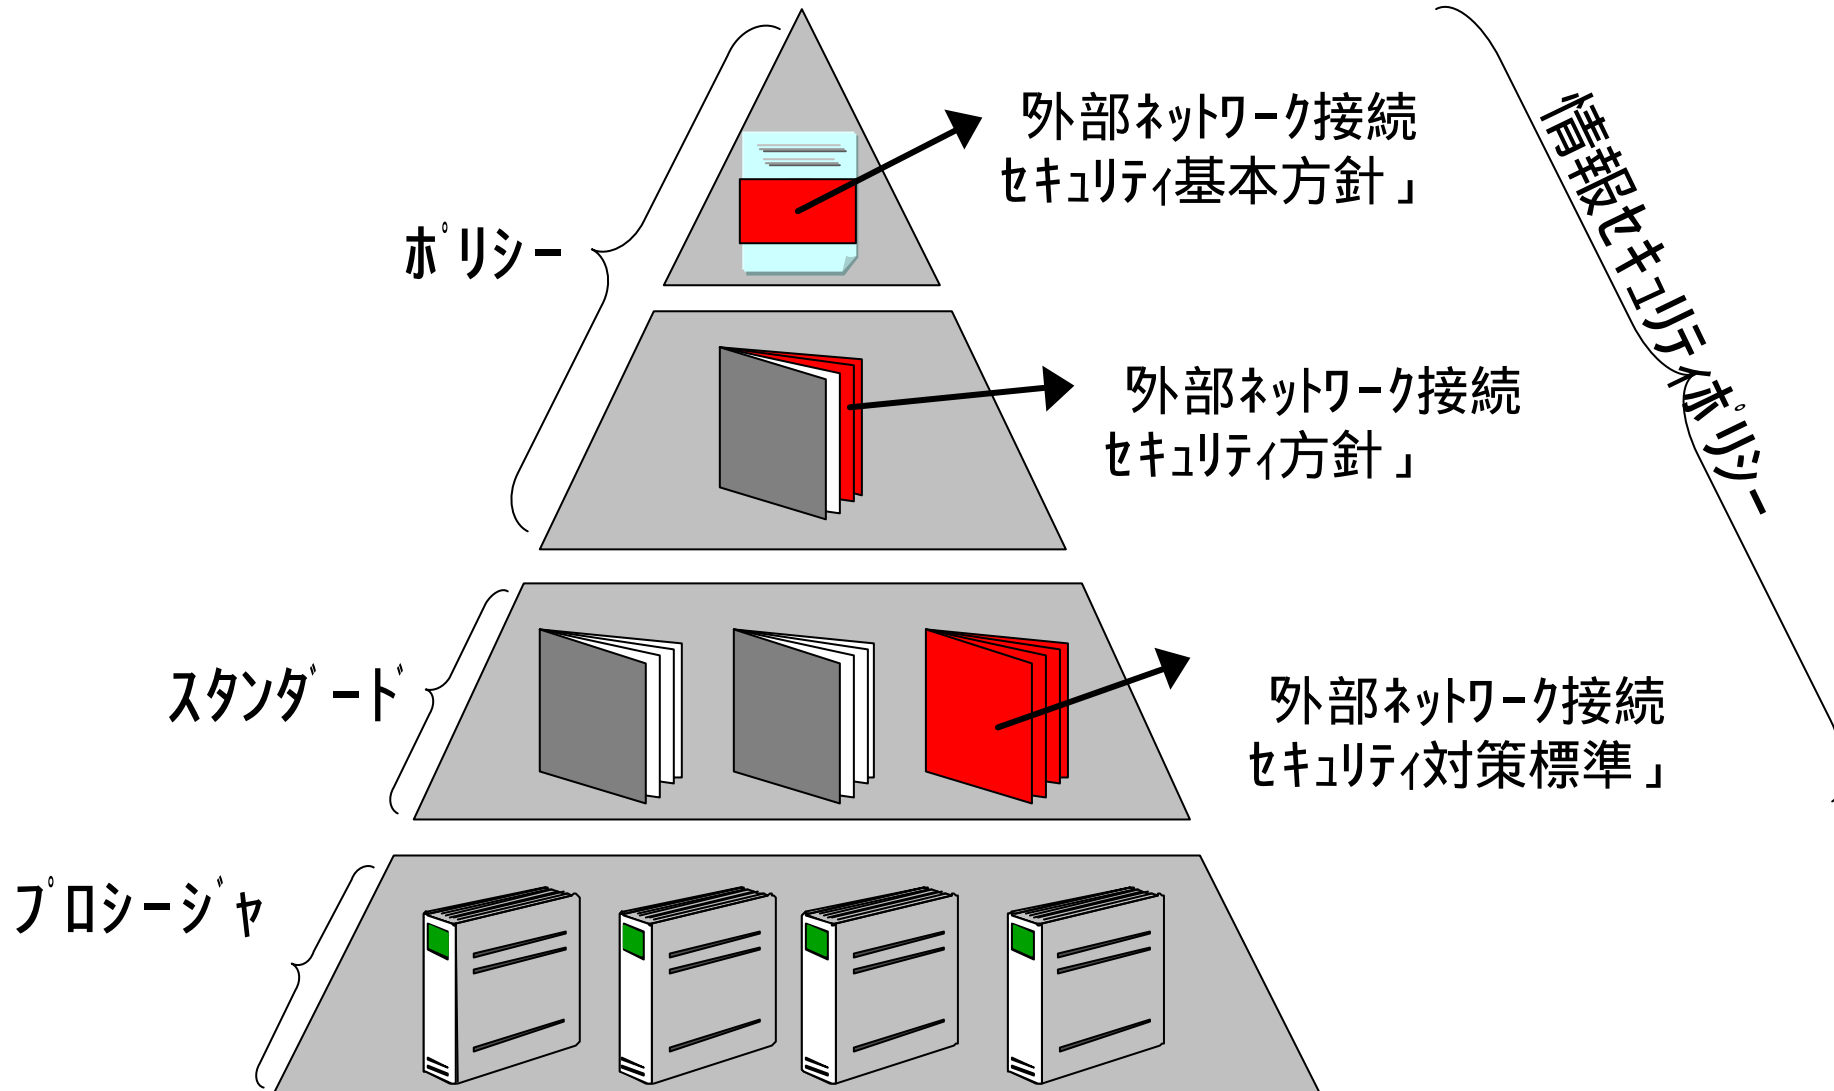 外部ネットワーク接続
セキュリティ基本方針」
ポリシー
外部ネットワーク接続
セキュリティ方針」
情報セキュリティポリシー
スタンダード
外部ネットワーク接続
セキュリティ対策標準」
プロシージャ